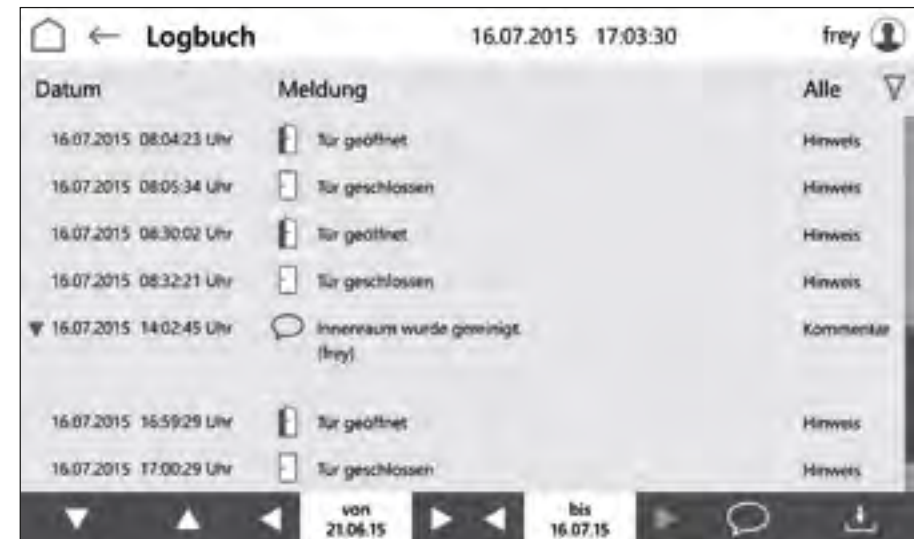 Logbuch 16.07.2015 17:03:30 frey
Datum Meldung Alle
16.07.2015 08:04:23 Uhr Tür geöffnet Hinweis
16.07.2015 08:05:34 Uhr Tür geschlossen Hinweis
16.07.2015 08:30:02 Uhr Tür geöffnet Hinweis
16.07.2015 08:32:21 Uhr Tür geschlossen Hinweis
16.07.2015 14:02:45 Uhr Innenraum wurde gereinigt. Kommentar
(frey)
16.07.2015 16:59:29 Uhr Tür geöffnet Hinweis
16.07.2015 17:00:29 Uhr Tür geschlossen Hinweis
von bis
21.06.15 16.07.15